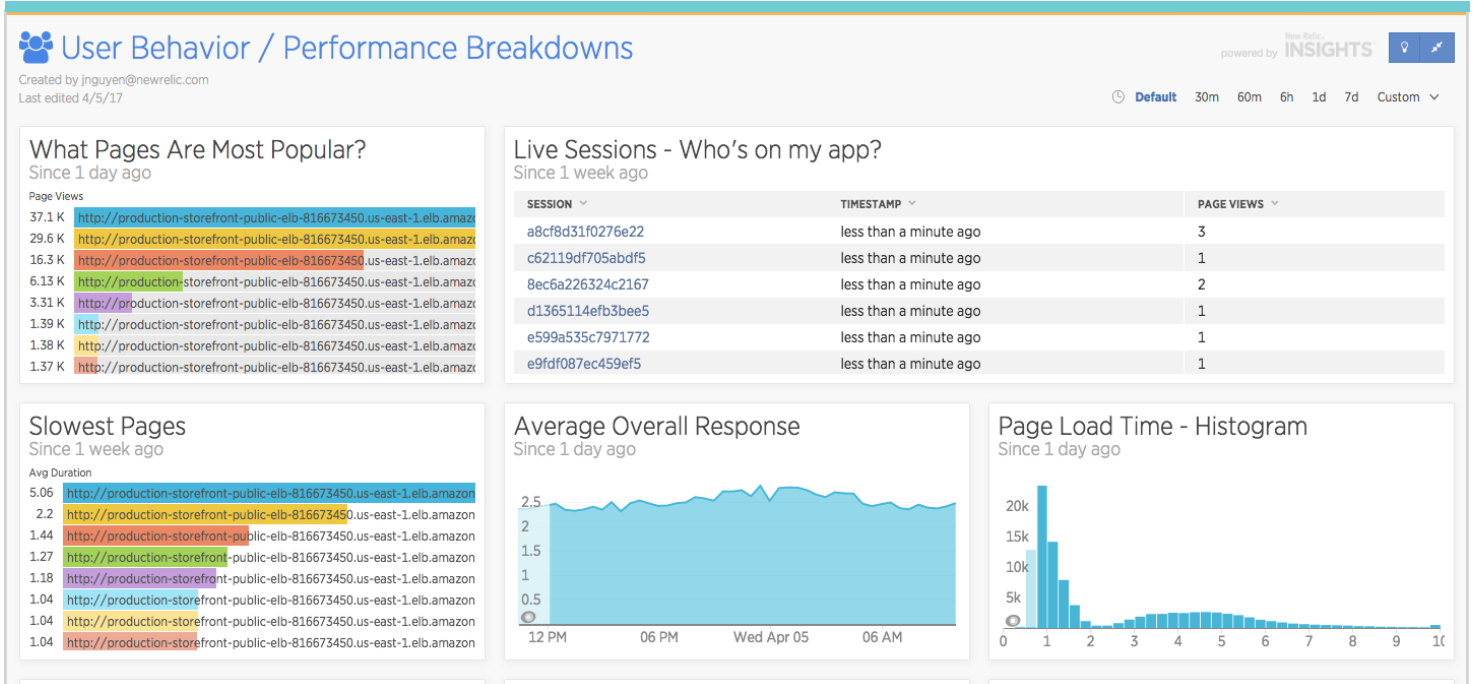 User Behavior / Performance Breakdowns
powered by New Relic. INSIGHTS
Created by jnguyen@newrelic.com
Last edited 4/5/17
Default 30m 60m 6h 1d 7d Custom
What Pages Are Most Popular?
Since 1 day ago
Page Views
37.1 K http://production-storefront-public-elb-816673450.us-east-1.elb.amazo
29.6 K http://production-storefront-public-elb-816673450.us-east-1.elb.amazo
16.3 K http://production-storefront-public-elb-816673450.us-east-1.elb.amazo
6.13 K http://production-storefront-public-elb-816673450.us-east-1.elb.amazo
3.31 K http://production-storefront-public-elb-816673450.us-east-1.elb.amazo
1.39 K http://production-storefront-public-elb-816673450.us-east-1.elb.amazo
1.38 K http://production-storefront-public-elb-816673450.us-east-1.elb.amazo
1.37 K http://production-storefront-public-elb-816673450.us-east-1.elb.amazo
Live Sessions - Who's on my app?
Since 1 week ago
SESSION TIMESTAMP PAGE VIEWS
a8cf8d31f0276e22 less than a minute ago 3
c62119df705abdf5 less than a minute ago 1
8ec6a226324c2167 less than a minute ago 2
d1365114efb3bee5 less than a minute ago 1
e599a535c7971772 less than a minute ago 1
e9fdf087ec459ef5 less than a minute ago 1
Slowest Pages
Since 1 week ago
Avg Duration
5.06 http://production-storefront-public-elb-816673450.us-east-1.elb.amazon
2.2 http://production-storefront-public-elb-816673450.us-east-1.elb.amazon
1.44 http://production-storefront-public-elb-816673450.us-east-1.elb.amazon
1.27 http://production-storefront-public-elb-816673450.us-east-1.elb.amazon
1.18 http://production-storefront-public-elb-816673450.us-east-1.elb.amazon
1.04 http://production-storefront-public-elb-816673450.us-east-1.elb.amazon
1.04 http://production-storefront-public-elb-816673450.us-east-1.elb.amazon
1.04 http://production-storefront-public-elb-816673450.us-east-1.elb.amazon
Average Overall Response
Since 1 day ago
2.5
2
1.5
1
0.5
12 PM 06 PM Wed Apr 05 06 AM
Page Load Time - Histogram
Since 1 day ago
20k
15k
10k
5k
0 1 2 3 4 5 6 7 8 9 10